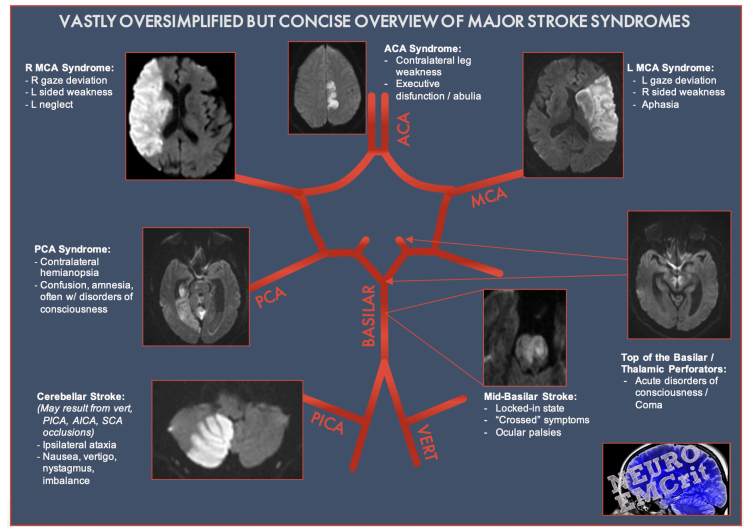 VASTLY OVERSIMPLIFIED BUT CONCISE OVERVIEW OF MAJOR STROKE SYNDROMES
R MCA Syndrome:
- R gaze deviation
- L sided weakness
- L neglect
ACA Syndrome:
- Contralateral leg
weakness
- Executive
disfunction / abulia
L MCA Syndrome:
- L gaze deviation
- R sided weakness
- Aphasia
ACA
MCA
PCA Syndrome:
- Contralateral
hemianopsia
- Confusion, amnesia,
often w/ disorders of
consciousness
PCA
BASILAR
Top of the Basilar /
Thalamic Perforators:
- Acute disorders of
consciousness /
Coma
Mid-Basilar Stroke:
- Locked-in state
- "Crossed" symptoms
- Ocular palsies
Cerebellar Stroke:
(May result from vert,
PICA, AICA, SCA
occlusions)
- Ipsilateral ataxia
- Nausea, vertigo,
nystagmus,
imbalance
PICA
VERT
NEURO
EMCrit